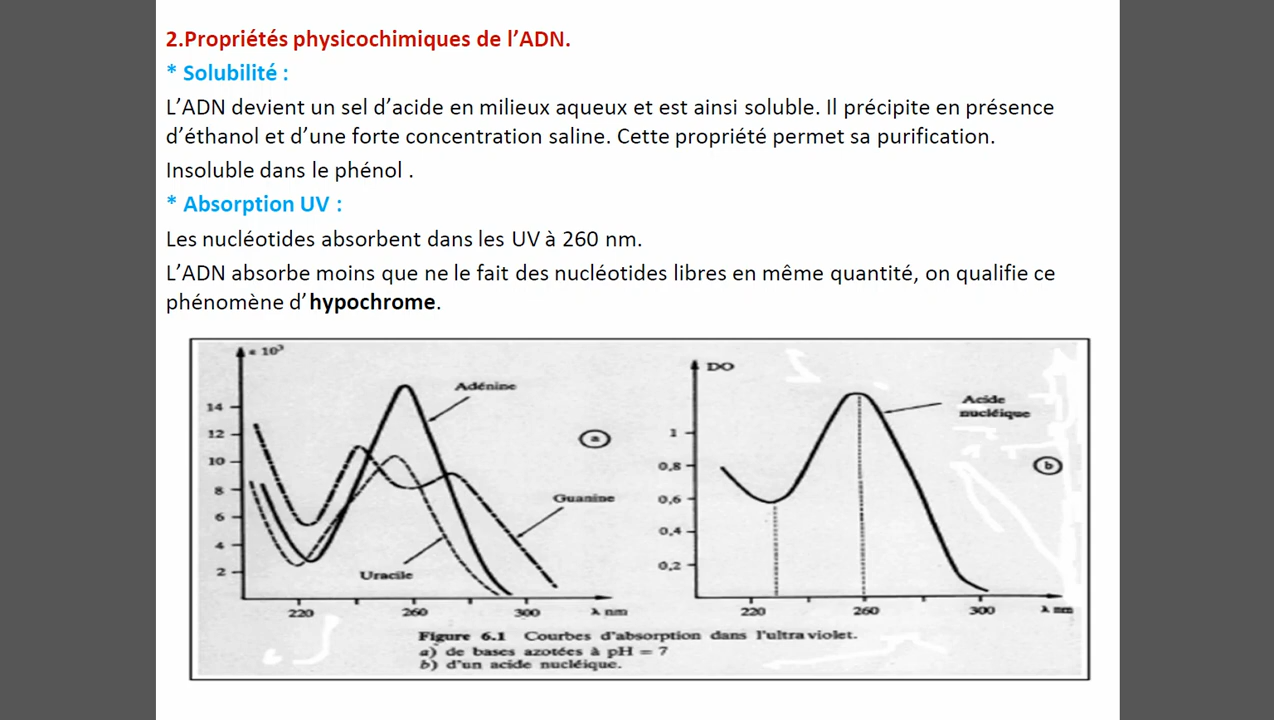 2.Propriétés physicochimiques de l’ADN.
* Solubilité :
L’ADN devient un sel d’acide en milieux aqueux et est ainsi soluble. Il précipite en présence
d’éthanol et d’une forte concentration saline. Cette propriété permet sa purification.
Insoluble dans le phénol .
* Absorption UV :
Les nucléotides absorbent dans les UV à 260 nm.
L’ADN absorbe moins que ne le fait des nucléotides libres en même quantité, on qualifie ce
phénomène d’hypochrome.
ε 10³
14
12
10
8
6
4
2
220
260
300
λ nm
Adénine
Guanine
Uracile
a
DO
1
0,8
0,6
0,4
0,2
220
260
300
λ nm
Acide
nucléique
b
Figure 6.1 Courbes d’absorption dans l’ultraviolet.
a) de bases azotées à pH = 7
b) d’un acide nucléique.